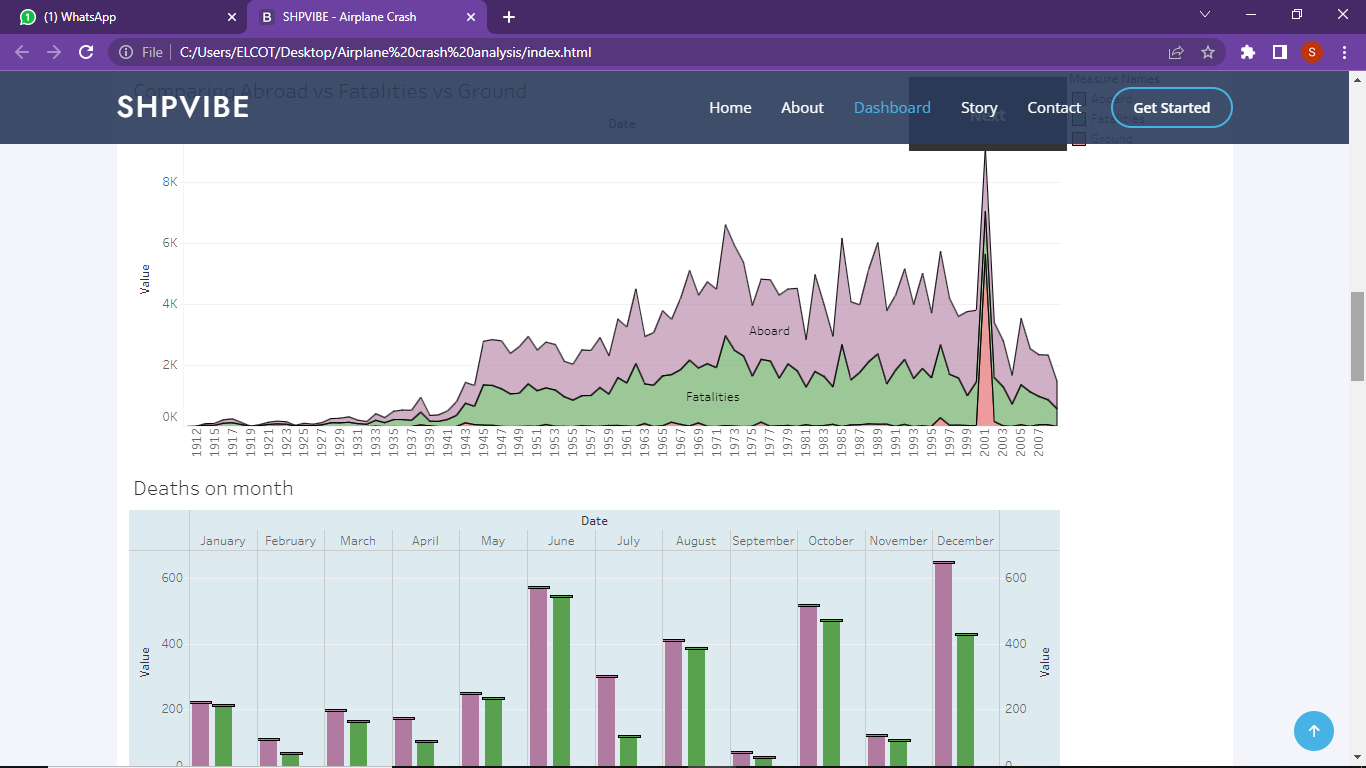 (1) WhatsApp
SHPVIBE - Airplane Crash
File
C:/Users/ELCOT/Desktop/Airplane%20crash%20analysis/index.html
S
Comparing Abroad vs Fatalities vs Ground
Measure Names
Aboard
Fatalities
Ground
SHPVIBE
Home
About
Dashboard
Story
Contact
Get Started
Next
Date
8K
6K
4K
2K
0K
Value
Aboard
Fatalities
1913 1915 1917 1919 1921 1923 1925 1927 1929 1931 1933 1935 1937 1939 1941 1943 1945 1947 1949 1951 1953 1955 1957 1959 1961 1963 1965 1967 1969 1971 1973 1975 1977 1979 1981 1983 1985 1987 1989 1991 1993 1995 1997 1999 2001 2003 2005 2007
Deaths on month
Date
January February March April May June July August September October November December
600
400
200
0
Value
600
400
200
0
Value